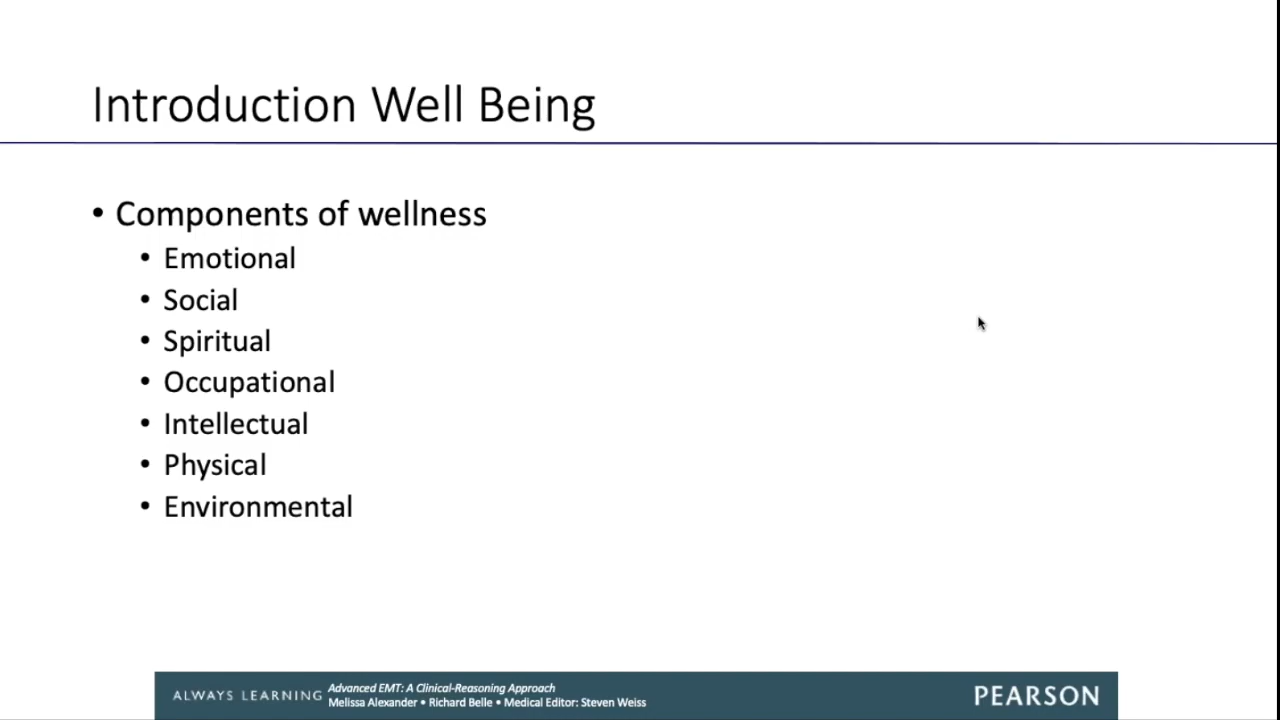 Introduction Well Being
• Components of wellness
• Emotional
• Social
• Spiritual
• Occupational
• Intellectual
• Physical
• Environmental
ALWAYS LEARNING
Advanced EMT: A Clinical-Reasoning Approach
Melissa Alexander • Richard Belle • Medical Editor: Steven Weiss
PEARSON